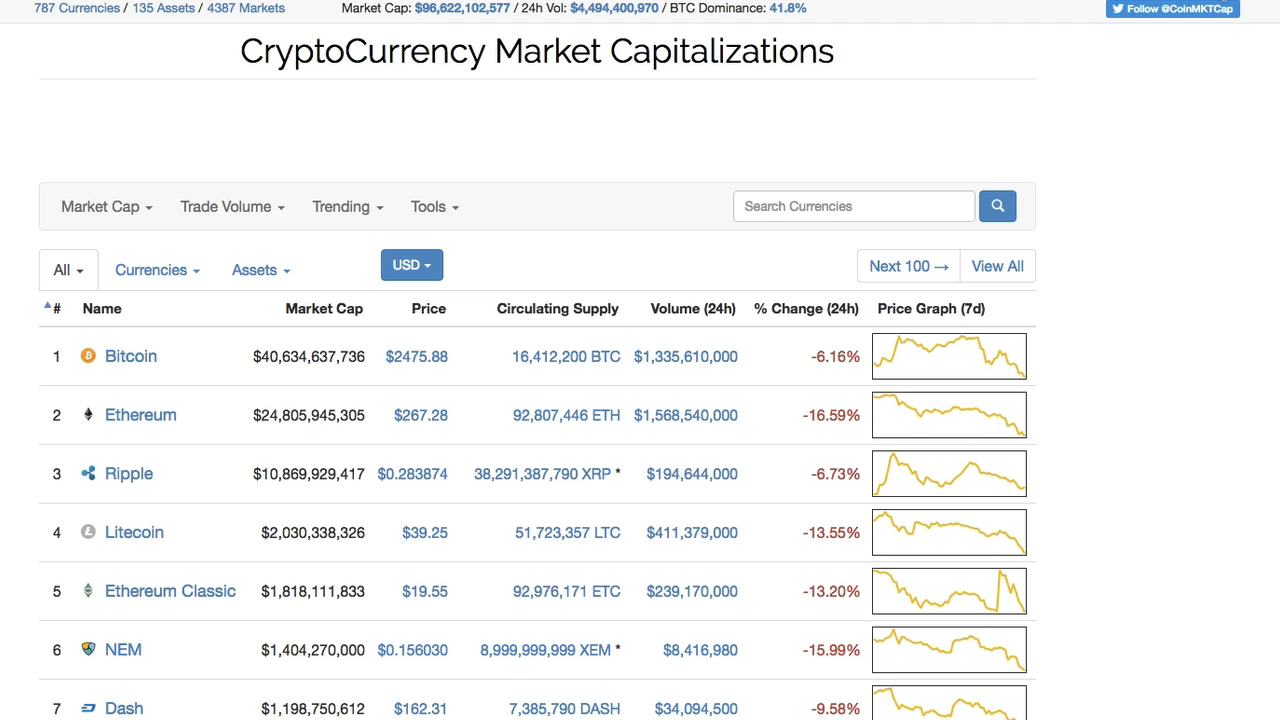 787 Currencies / 135 Assets / 4387 Markets Market Cap: $96,622,102,577 / 24h Vol: $4,494,400,970 / BTC Dominance: 41.8% Follow @CoinMKTCap
CryptoCurrency Market Capitalizations
Market Cap Trade Volume Trending Tools Search Currencies
All Currencies Assets USD Next 100 → View All
# Name Market Cap Price Circulating Supply Volume (24h) % Change (24h) Price Graph (7d)
1 Bitcoin $40,634,637,736 $2475.88 16,412,200 BTC $1,335,610,000 -6.16%
2 Ethereum $24,805,945,305 $267.28 92,807,446 ETH $1,568,540,000 -16.59%
3 Ripple $10,869,929,417 $0.283874 38,291,387,790 XRP * $194,644,000 -6.73%
4 Litecoin $2,030,338,326 $39.25 51,723,357 LTC $411,379,000 -13.55%
5 Ethereum Classic $1,818,111,833 $19.55 92,976,171 ETC $239,170,000 -13.20%
6 NEM $1,404,270,000 $0.156030 8,999,999,999 XEM * $8,416,980 -15.99%
7 Dash $1,198,750,612 $162.31 7,385,790 DASH $34,094,500 -9.58%